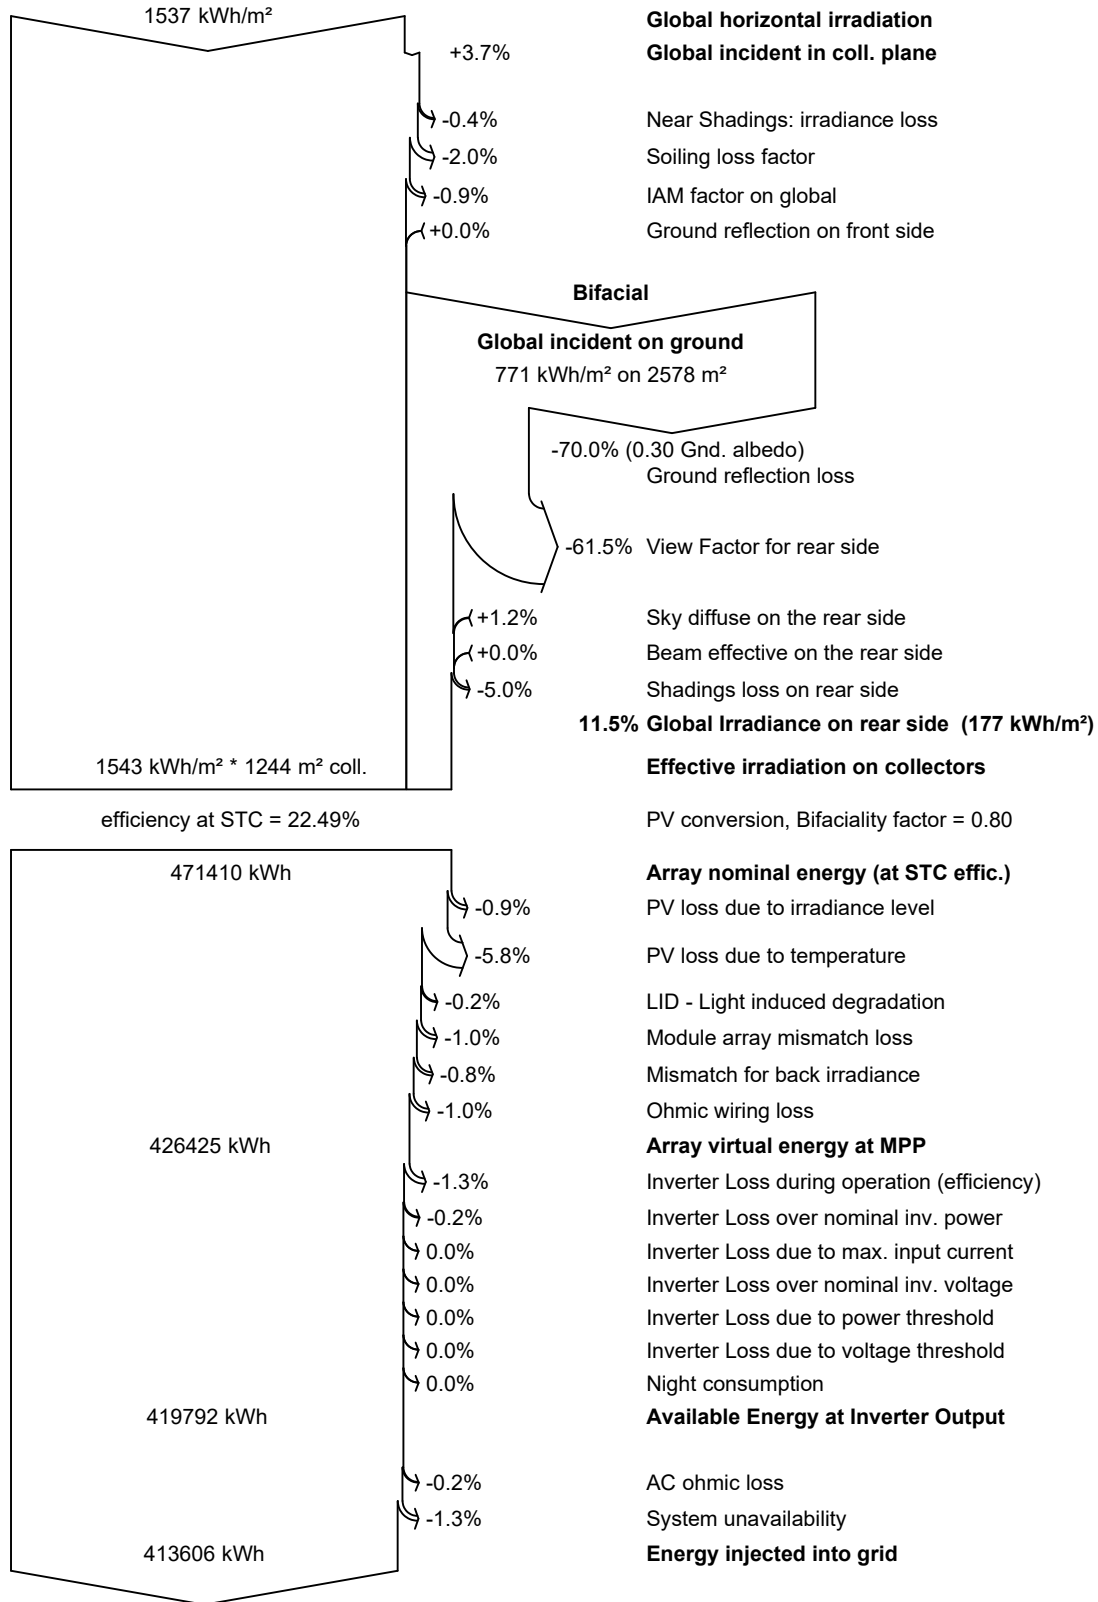 1537 kWh/m² Global horizontal irradiation
+3.7% Global incident in coll. plane
-0.4% Near Shadings: irradiance loss
-2.0% Soiling loss factor
-0.9% IAM factor on global
+0.0% Ground reflection on front side
Bifacial
Global incident on ground
771 kWh/m² on 2578 m²
-70.0% (0.30 Gnd. albedo)
Ground reflection loss
-61.5% View Factor for rear side
+1.2% Sky diffuse on the rear side
+0.0% Beam effective on the rear side
-5.0% Shadings loss on rear side
11.5% Global Irradiance on rear side (177 kWh/m²)
1543 kWh/m² * 1244 m² coll. Effective irradiation on collectors
efficiency at STC = 22.49% PV conversion, Bifaciality factor = 0.80
471410 kWh Array nominal energy (at STC effic.)
-0.9% PV loss due to irradiance level
-5.8% PV loss due to temperature
-0.2% LID - Light induced degradation
-1.0% Module array mismatch loss
-0.8% Mismatch for back irradiance
-1.0% Ohmic wiring loss
426425 kWh Array virtual energy at MPP
-1.3% Inverter Loss during operation (efficiency)
-0.2% Inverter Loss over nominal inv. power
0.0% Inverter Loss due to max. input current
0.0% Inverter Loss over nominal inv. voltage
0.0% Inverter Loss due to power threshold
0.0% Inverter Loss due to voltage threshold
0.0% Night consumption
419792 kWh Available Energy at Inverter Output
-0.2% AC ohmic loss
-1.3% System unavailability
413606 kWh Energy injected into grid